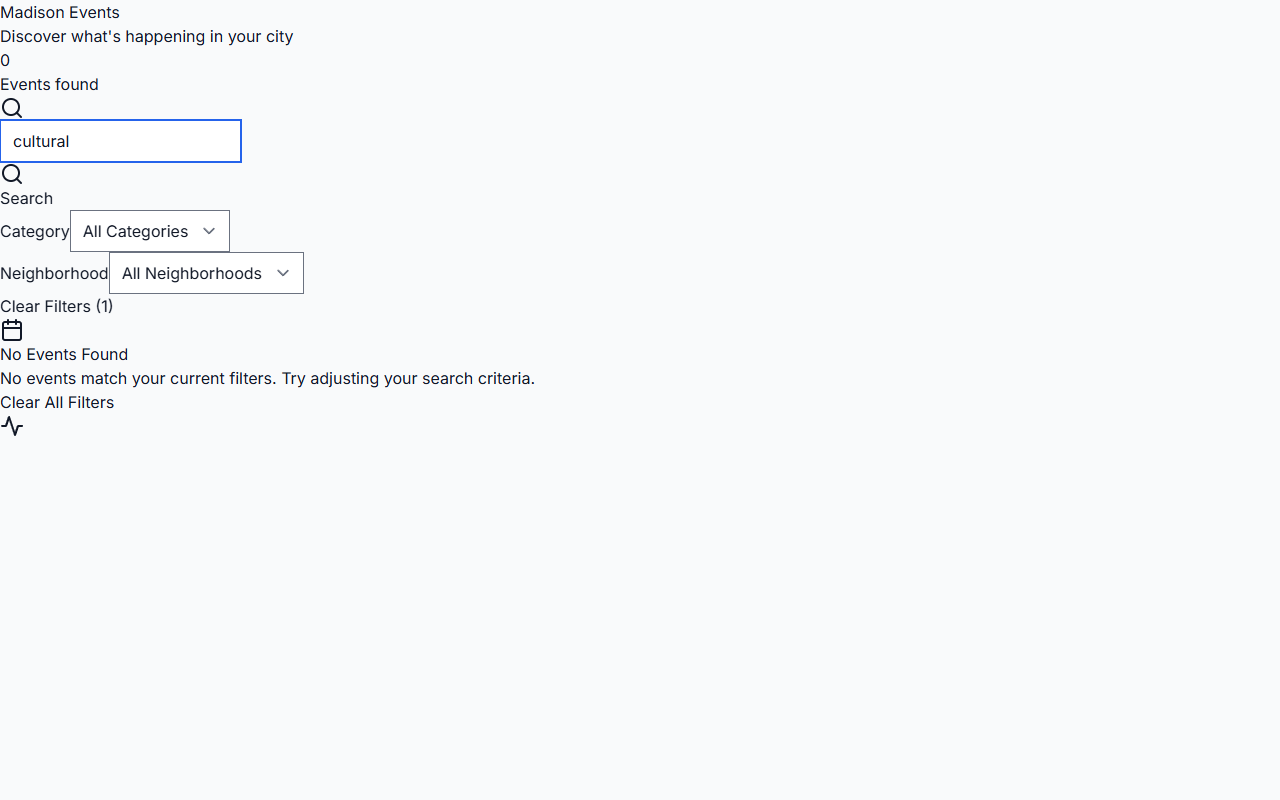 Madison Events
Discover what's happening in your city
0
Events found
cultural
Search
Category All Categories
Neighborhood All Neighborhoods
Clear Filters (1)
No Events Found
No events match your current filters. Try adjusting your search criteria.
Clear All Filters